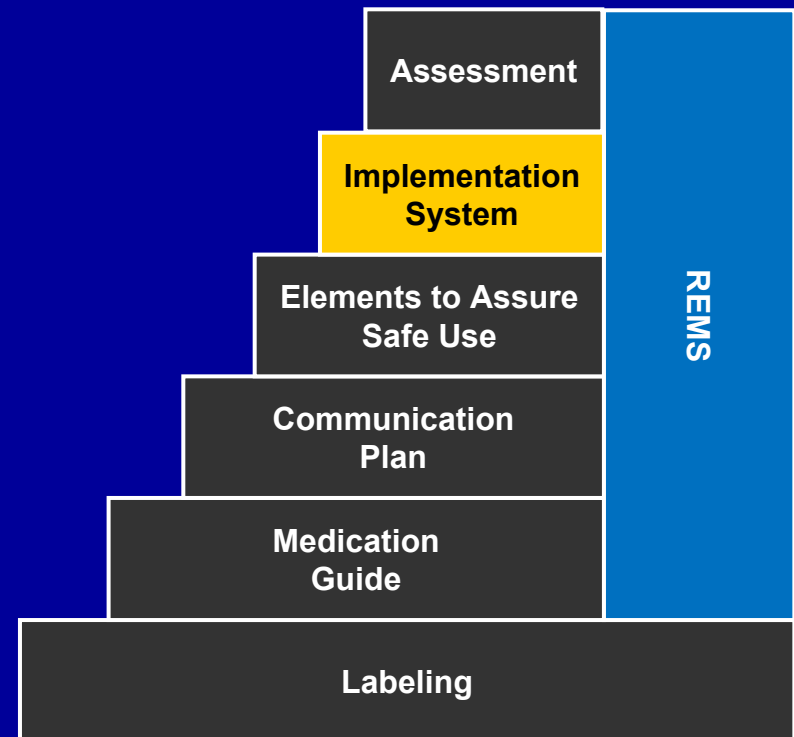 Assessment
Implementation
System
Elements to Assure
Safe Use
Communication
Plan
Medication
Guide
Labeling
REMS